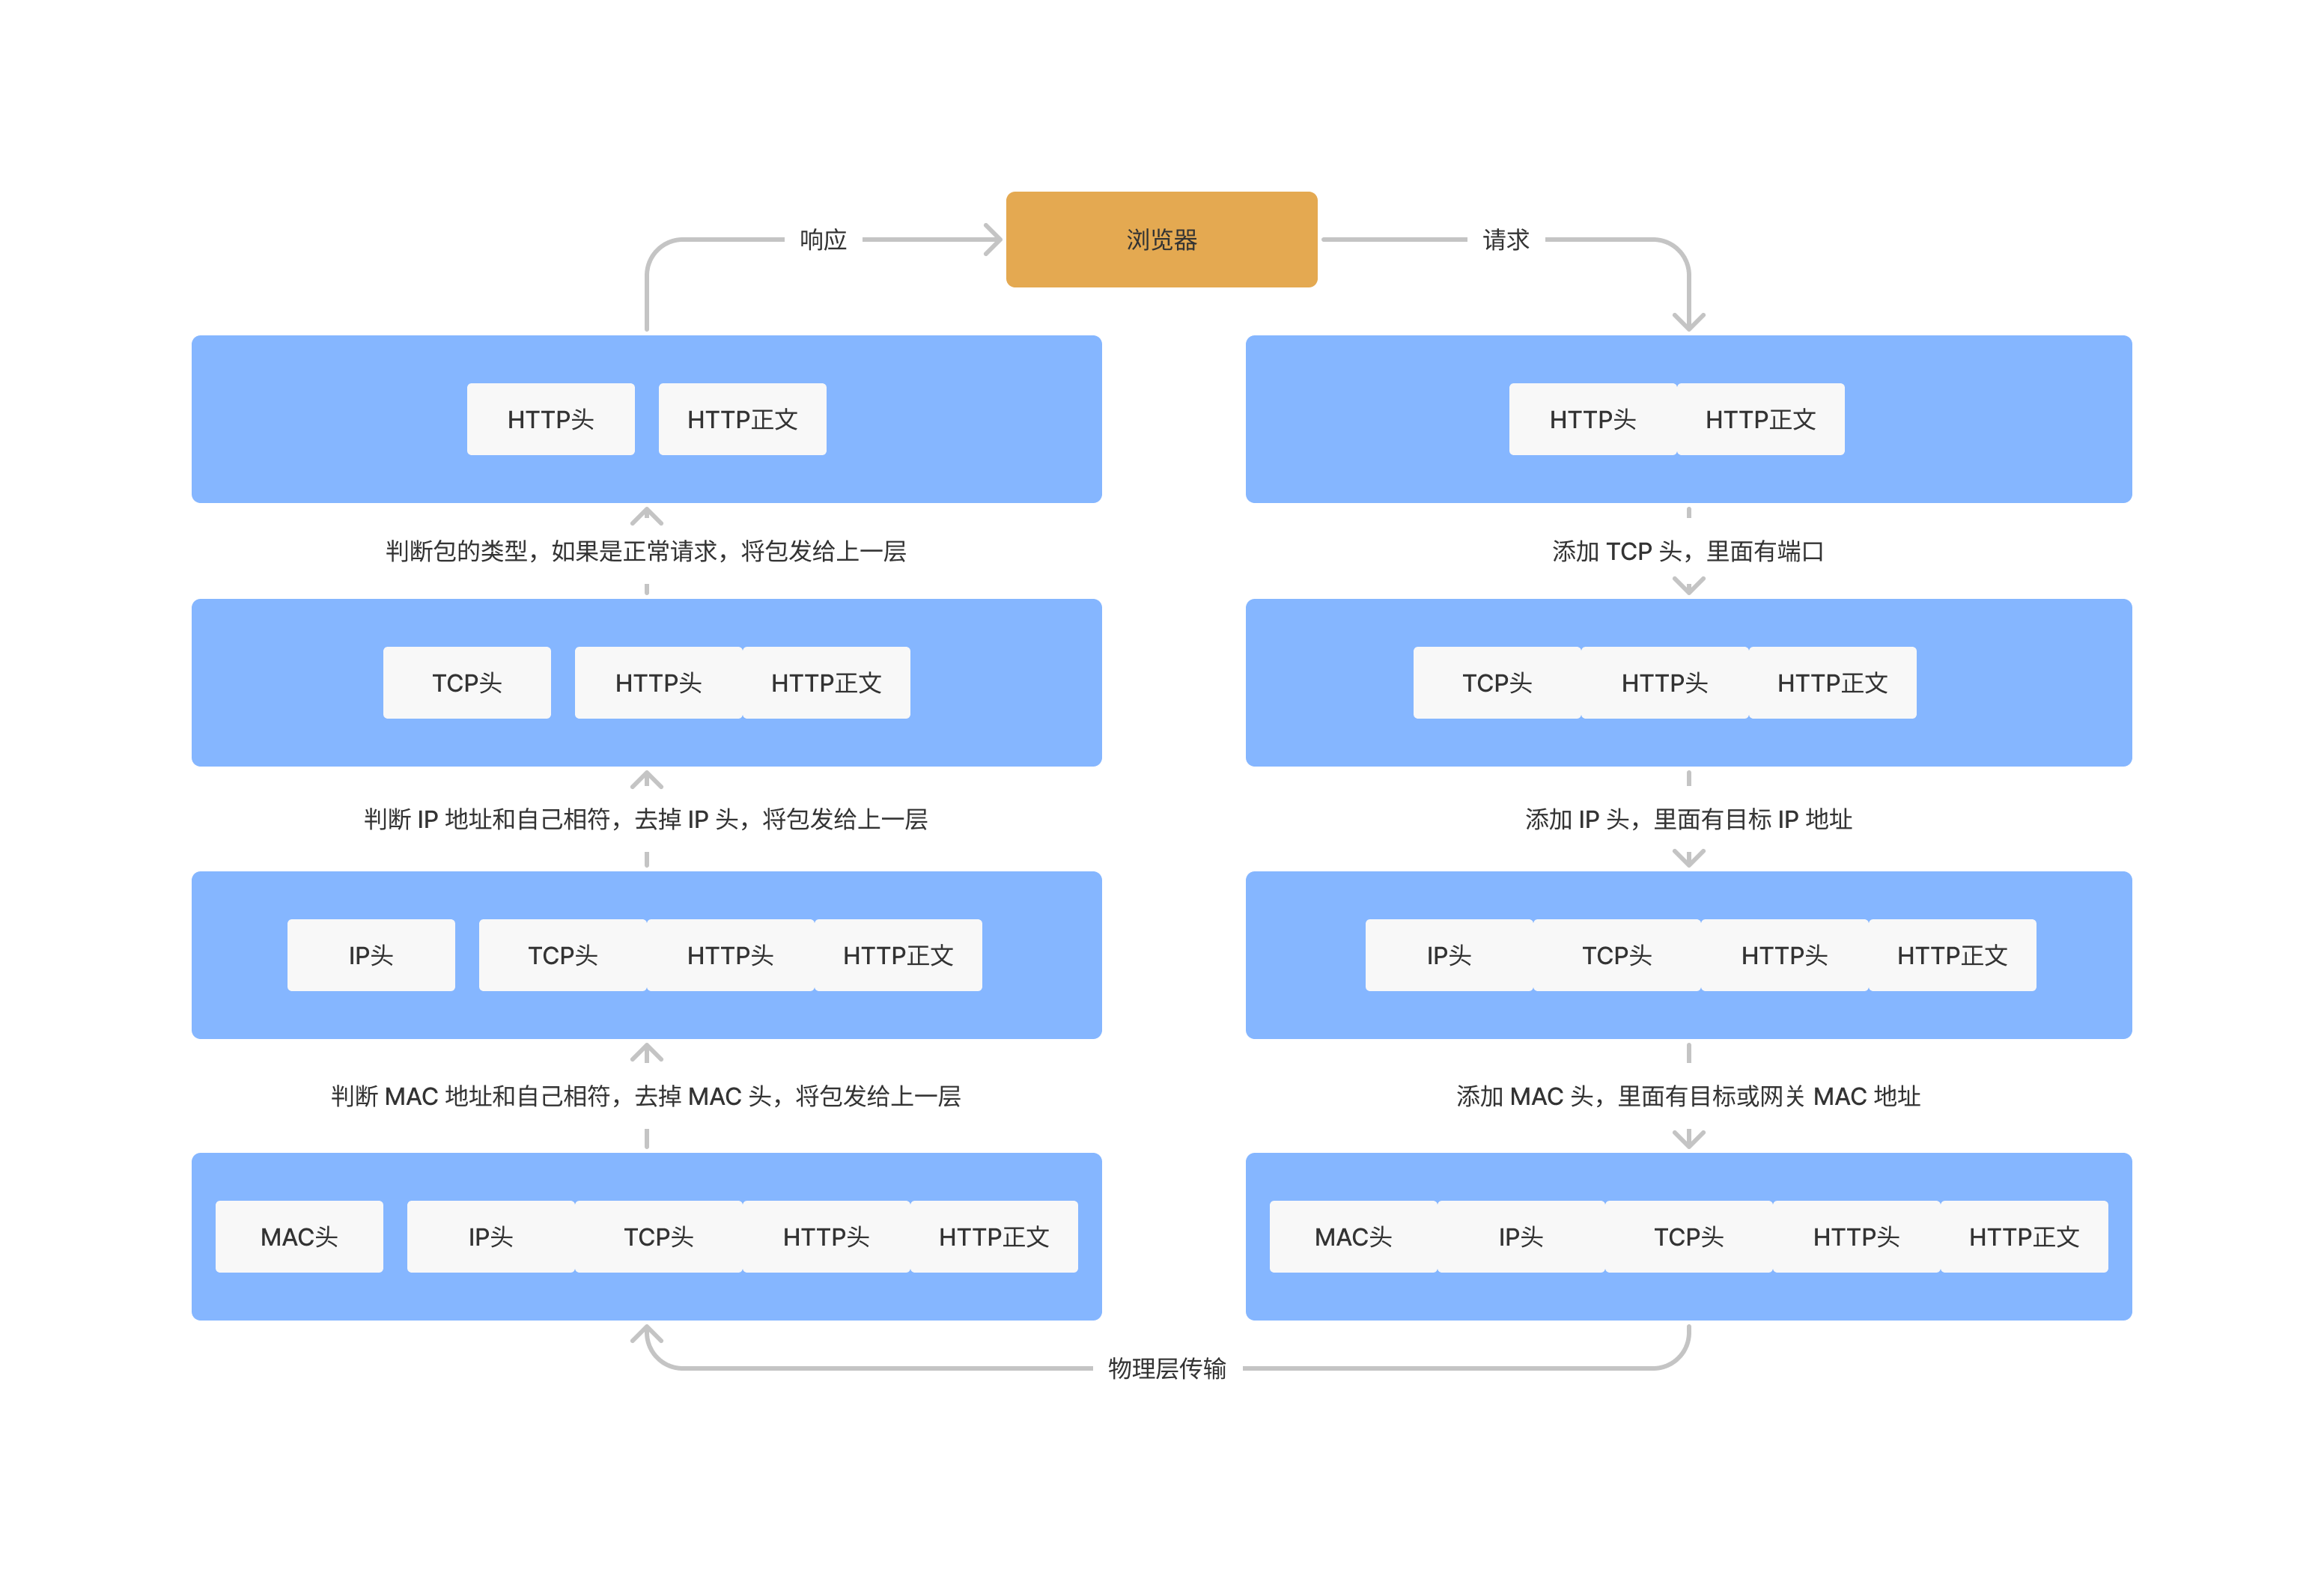 响应
浏览器
请求
HTTP头
HTTP正文
HTTP头
HTTP正文
判断包的类型，如果是正常请求，将包发给上一层
添加 TCP 头，里面有端口
TCP头
HTTP头
HTTP正文
TCP头
HTTP头
HTTP正文
判断 IP 地址和自己相符，去掉 IP 头，将包发给上一层
添加 IP 头，里面有目标 IP 地址
IP头
TCP头
HTTP头
HTTP正文
IP头
TCP头
HTTP头
HTTP正文
判断 MAC 地址和自己相符，去掉 MAC 头，将包发给上一层
添加 MAC 头，里面有目标或网关 MAC 地址
MAC头
IP头
TCP头
HTTP头
HTTP正文
MAC头
IP头
TCP头
HTTP头
HTTP正文
物理层传输